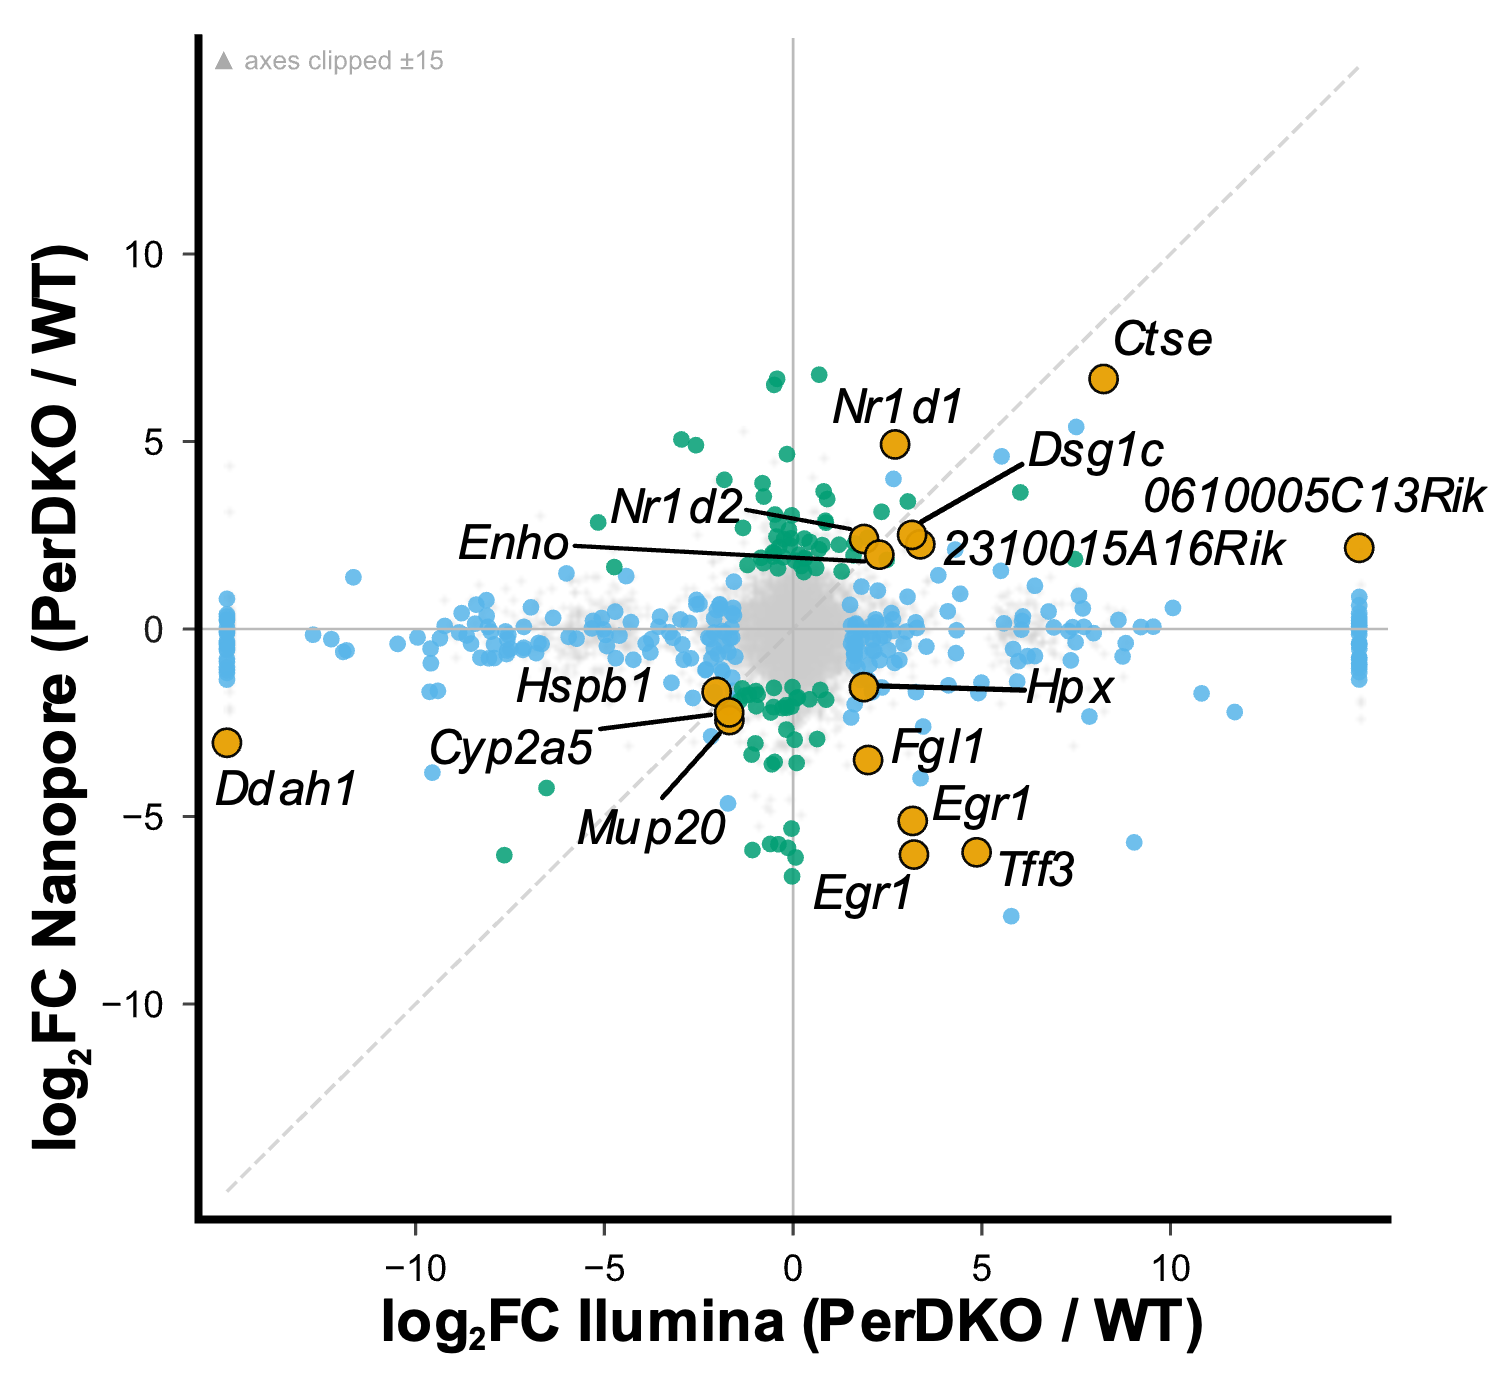 ▲ axes clipped ±15
log₂FC Nanopore (PerDKO / WT)
10
5
0
−5
−10
Ctse
Nr1d1
Dsg1c
0610005C13Rik
Nr1d2
Enho
2310015A16Rik
Hspb1
Hpx
Cyp2a5
Fgl1
Ddah1
Egr1
Mup20
Tff3
Egr1
−10
−5
0
5
10
log₂FC Ilumina (PerDKO / WT)